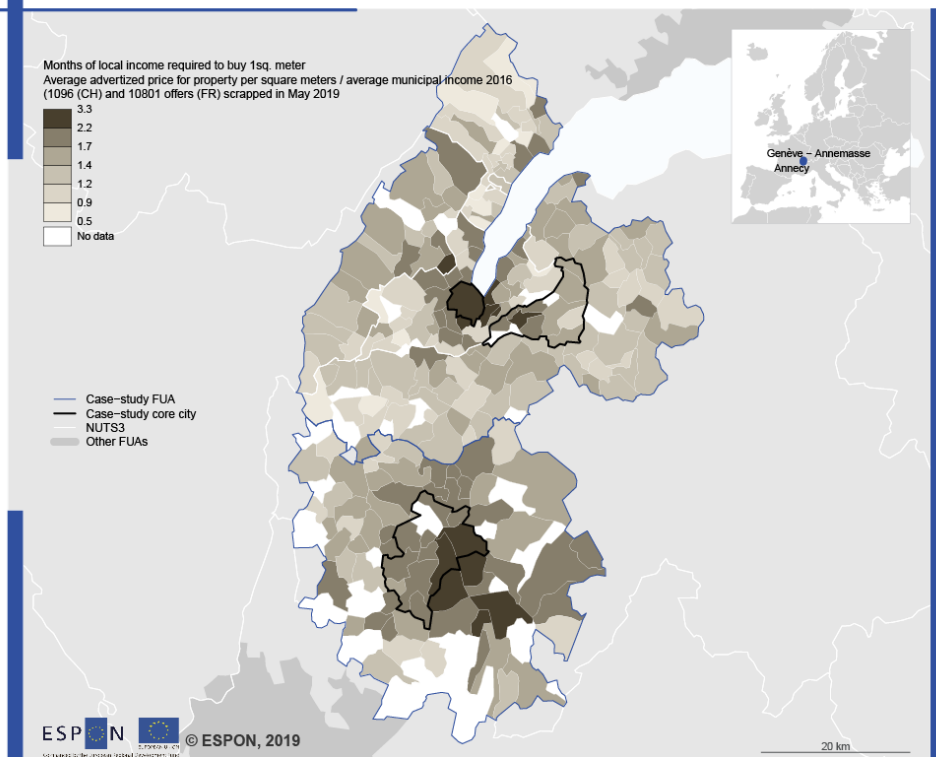 Months of local income required to buy 1sq. meter
Average advertized price for property per square meters / average municipal income 2016
(1096 (CH) and 10801 offers (FR) scrapped in May 2019
3.3
2.2
1.7
1.4
1.2
0.9
0.5
No data
Genève – Annemasse
Annecy
Case–study FUA
Case–study core city
NUTS3
Other FUAs
ESPON
© ESPON, 2019
20 km